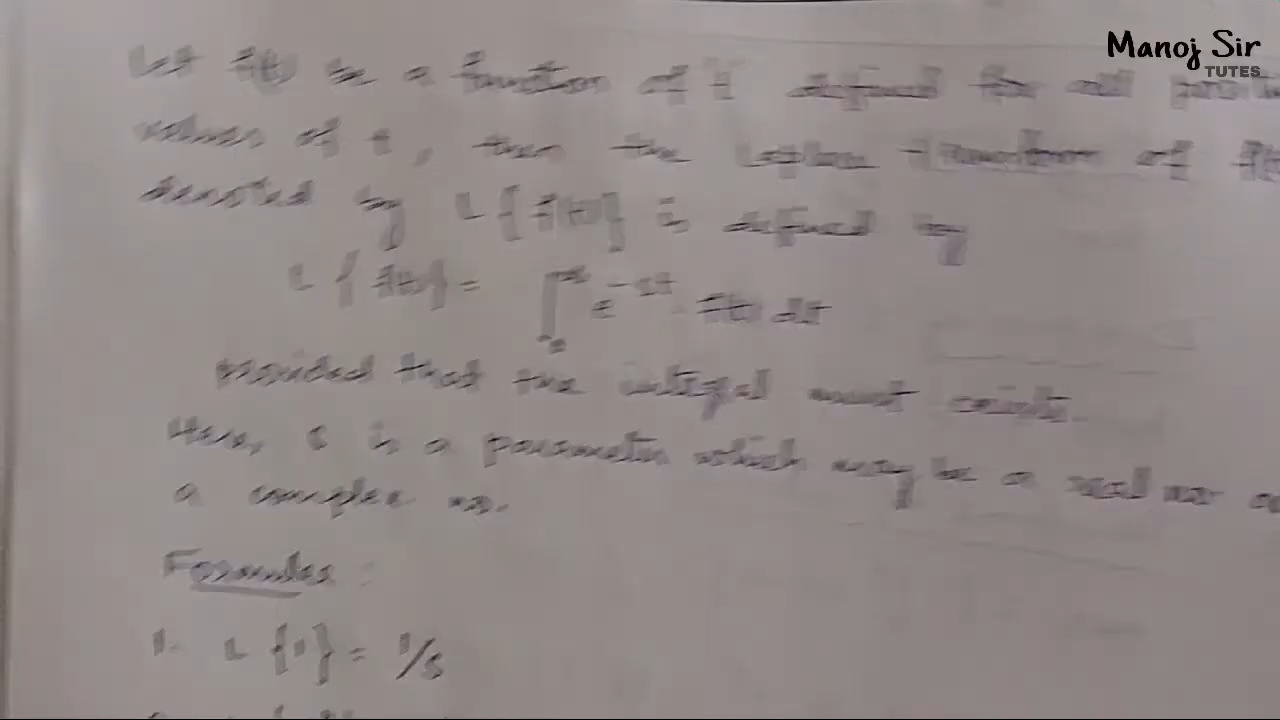 Manoj Sir
TUTES
Let f(t) be a function of t defined for all
values of t, then the Laplace transform of
denoted by L{f(t)} is defined by
L{f(t)} = ∫₀^∞ e^{-st} · f(t) dt
provided that the integral must exists.
Here, s is a parameter which may be a real no or
a complex no.
Formulas :
1. L{1} = 1/s